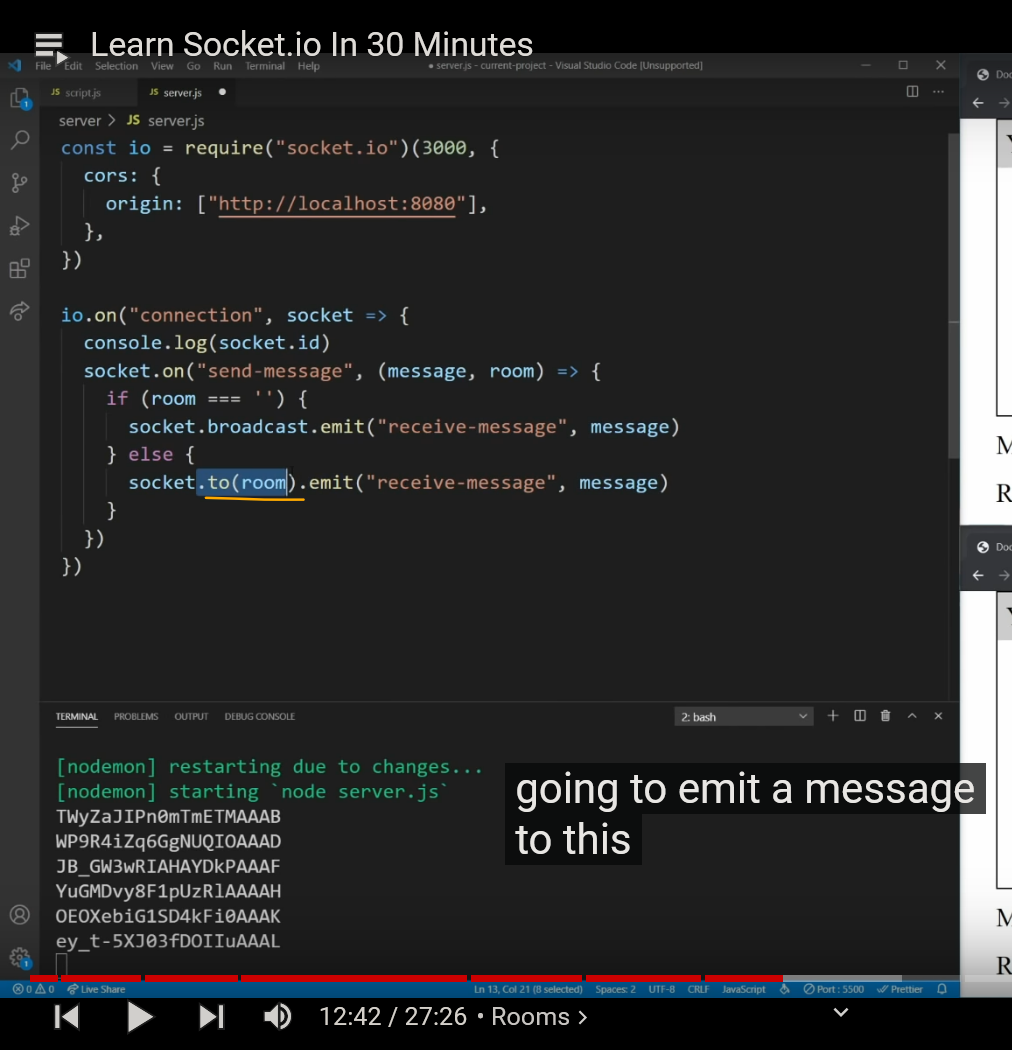 Learn Socket.io In 30 Minutes
File Edit Selection View Go Run Terminal Help
● server.js - current-project - Visual Studio Code [Unsupported]
JS script.js
JS server.js ●
server > JS server.js
const io = require("socket.io")(3000, {
cors: {
origin: ["http://localhost:8080"],
},
})
io.on("connection", socket => {
console.log(socket.id)
socket.on("send-message", (message, room) => {
if (room === '') {
socket.broadcast.emit("receive-message", message)
} else {
socket.to(room).emit("receive-message", message)
}
})
})
TERMINAL PROBLEMS OUTPUT DEBUG CONSOLE
2: bash
[nodemon] restarting due to changes...
[nodemon] starting `node server.js`
TWyZaJIPn0mTmETMAAAB
WP9R4iZq6GgNUQIOAAAD
JB_GW3wRIAHAYDkPAAAF
YuGMDvy8F1pUzRlAAAAH
OEOXebiG1SD4kFi0AAAK
ey_t-5XJ03fDOIIuAAAL
going to emit a message
to this
0 0 Live Share
Ln 13, Col 21 (8 selected) Spaces: 2 UTF-8 CRLF JavaScript Port : 5500 Prettier
12:42 / 27:26 • Rooms >